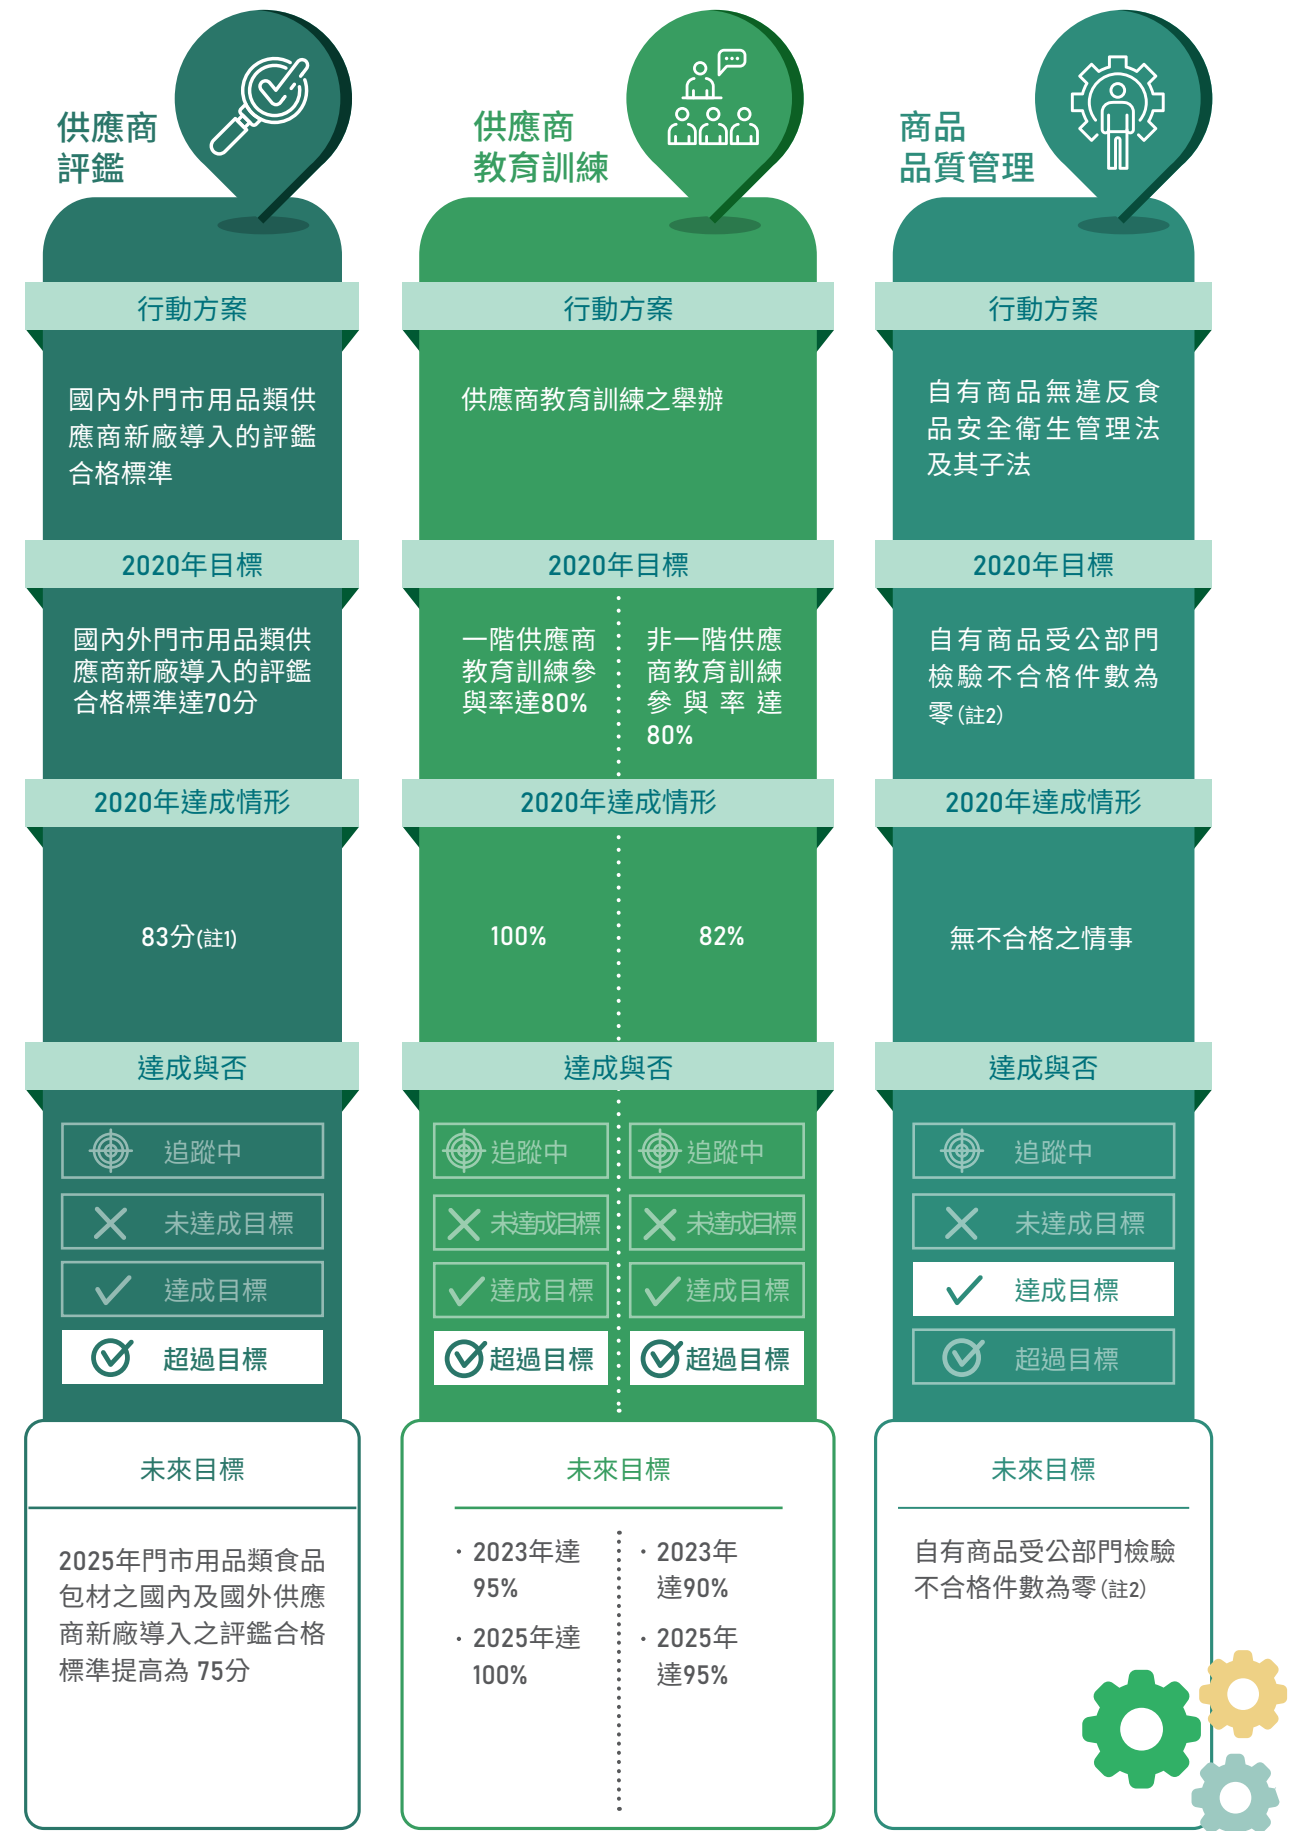 供應商
評鑑
行動方案
國內外門市用品類供
應商新廠導入的評鑑
合格標準
2020年目標
國內外門市用品類供
應商新廠導入的評鑑
合格標準達70分
2020年達成情形
83分(註1)
達成與否
追蹤中
未達成目標
達成目標
超過目標
未來目標
2025年門市用品類食品
包材之國內及國外供應
商新廠導入之評鑑合格
標準提高為 75分
供應商
教育訓練
行動方案
供應商教育訓練之舉辦
2020年目標
一階供應商
教育訓練參
與率達80%
非一階供應
商教育訓練
參與率達
80%
2020年達成情形
100%
82%
達成與否
追蹤中
未達成目標
達成目標
超過目標
追蹤中
未達成目標
達成目標
超過目標
未來目標
・2023年達
95%
・2025年達
100%
・2023年
達90%
・2025年
達95%
商品
品質管理
行動方案
自有商品無違反食
品安全衛生管理法
及其子法
2020年目標
自有商品受公部門
檢驗不合格件數為
零(註2)
2020年達成情形
無不合格之情事
達成與否
追蹤中
未達成目標
達成目標
超過目標
未來目標
自有商品受公部門檢驗
不合格件數為零(註2)